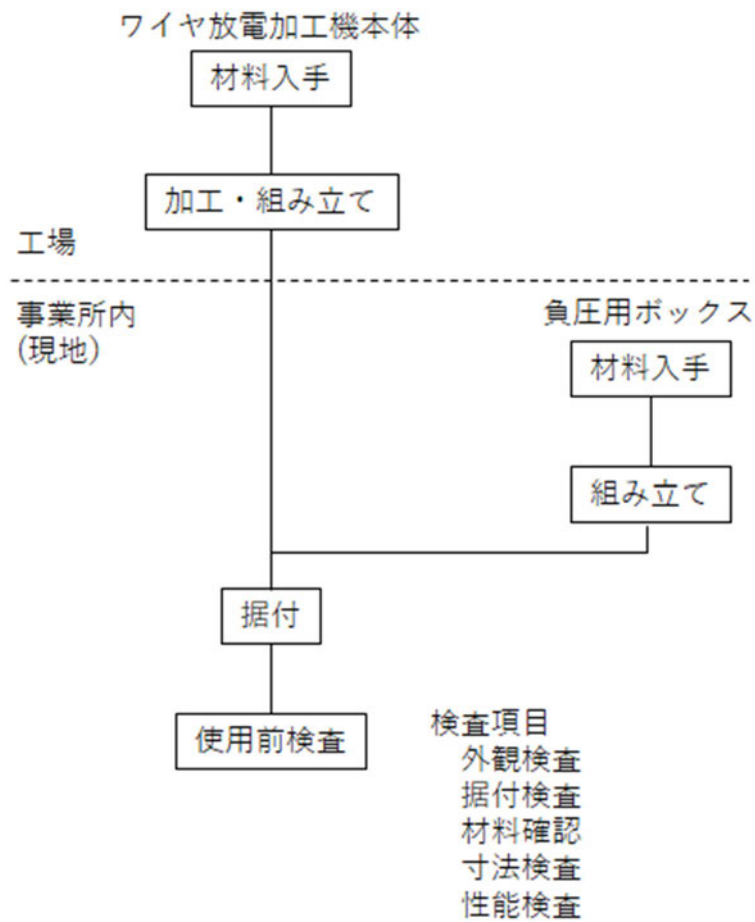 ワイヤ放電加工機本体
材料入手
加工・組み立て
工場
事業所内
(現地)
負圧用ボックス
材料入手
組み立て
据付
使用前検査
検査項目
外観検査
据付検査
材料確認
寸法検査
性能検査